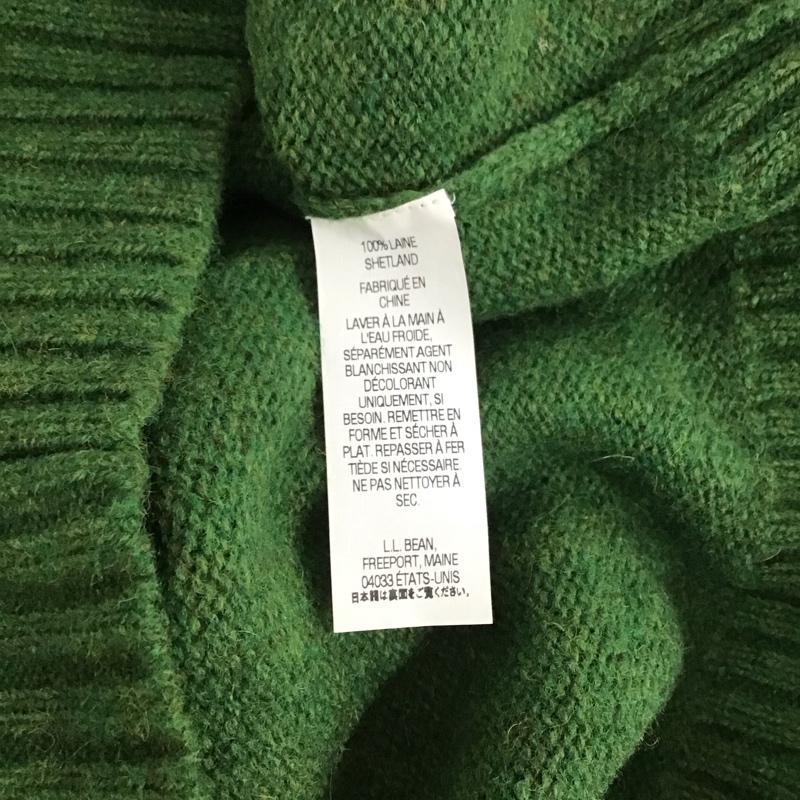 100% LAINE
SHETLAND
FABRIQUÉ EN
CHINE
LAVER À LA MAIN À
L'EAU FROIDE,
SÉPARÉMENT AGENT
BLANCHISSANT NON
DÉCOLORANT
UNIQUEMENT, SI
BESOIN. REMETTRE EN
FORME ET SÉCHER À
PLAT. REPASSER À FER
TIÈDE SI NÉCESSAIRE.
NE PAS NETTOYER À
SEC.
L.L. BEAN,
FREEPORT, MAINE
04033 ÉTATS-UNIS
日本語は裏面をご覧ください。